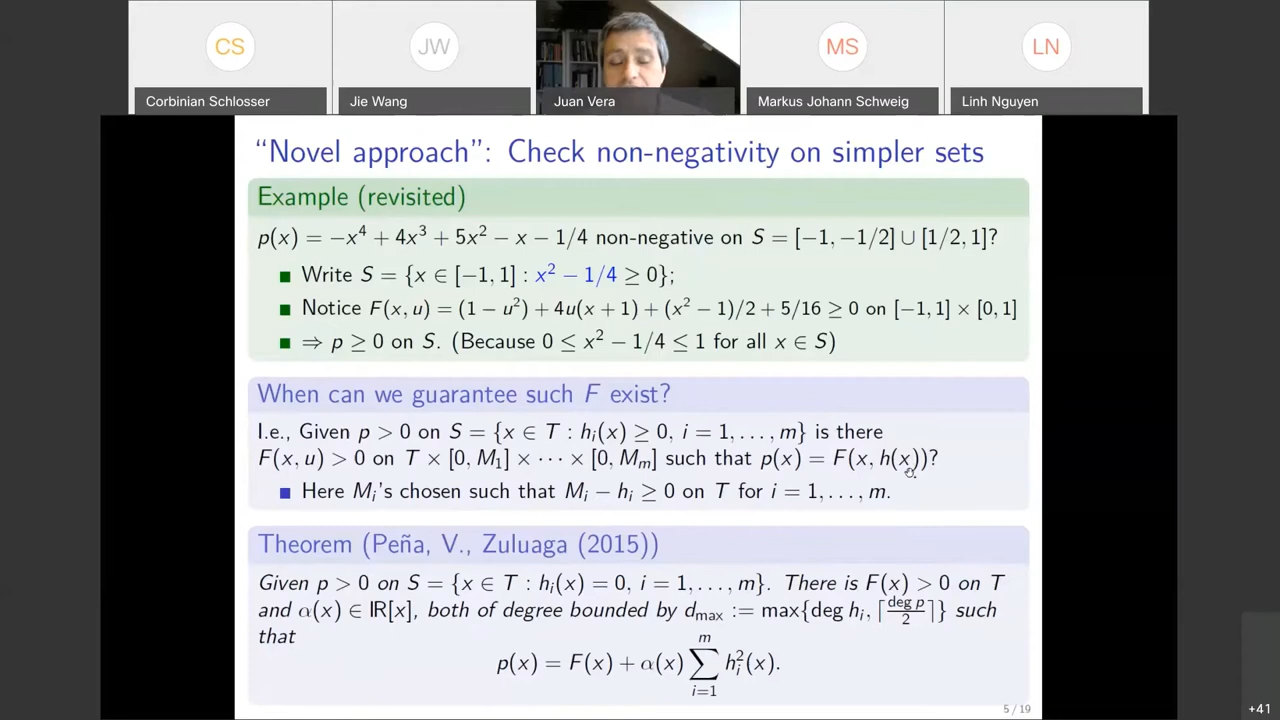 CS
JW
MS
LN
Corbinian Schlosser
Jie Wang
Juan Vera
Markus Johann Schweig
Linh Nguyen
“Novel approach”: Check non-negativity on simpler sets
Example (revisited)
p(x) = −x⁴ + 4x³ + 5x² − x − 1/4 non-negative on S = [−1, −1/2] ∪ [1/2, 1]?
Write S = {x ∈ [−1, 1] : x² − 1/4 ≥ 0};
Notice F(x, u) = (1 − u²) + 4u(x + 1) + (x² − 1)/2 + 5/16 ≥ 0 on [−1, 1] × [0, 1]
⇒ p ≥ 0 on S. (Because 0 ≤ x² − 1/4 ≤ 1 for all x ∈ S)
When can we guarantee such F exist?
I.e., Given p > 0 on S = {x ∈ T : hᵢ(x) ≥ 0, i = 1, . . . , m} is there
F(x, u) > 0 on T × [0, M₁] × · · · × [0, Mₘ] such that p(x) = F(x, h(x))?
Here Mᵢ's chosen such that Mᵢ − hᵢ ≥ 0 on T for i = 1, . . . , m.
Theorem (Peña, V., Zuluaga (2015))
Given p > 0 on S = {x ∈ T : hᵢ(x) = 0, i = 1, . . . , m}. There is F(x) > 0 on T
and α(x) ∈ ℝ[x], both of degree bounded by d_max := max{deg hᵢ, ⌈deg p / 2⌉} such
that
p(x) = F(x) + α(x) ∑_{i=1}^{m} hᵢ²(x).
5 / 19
+41